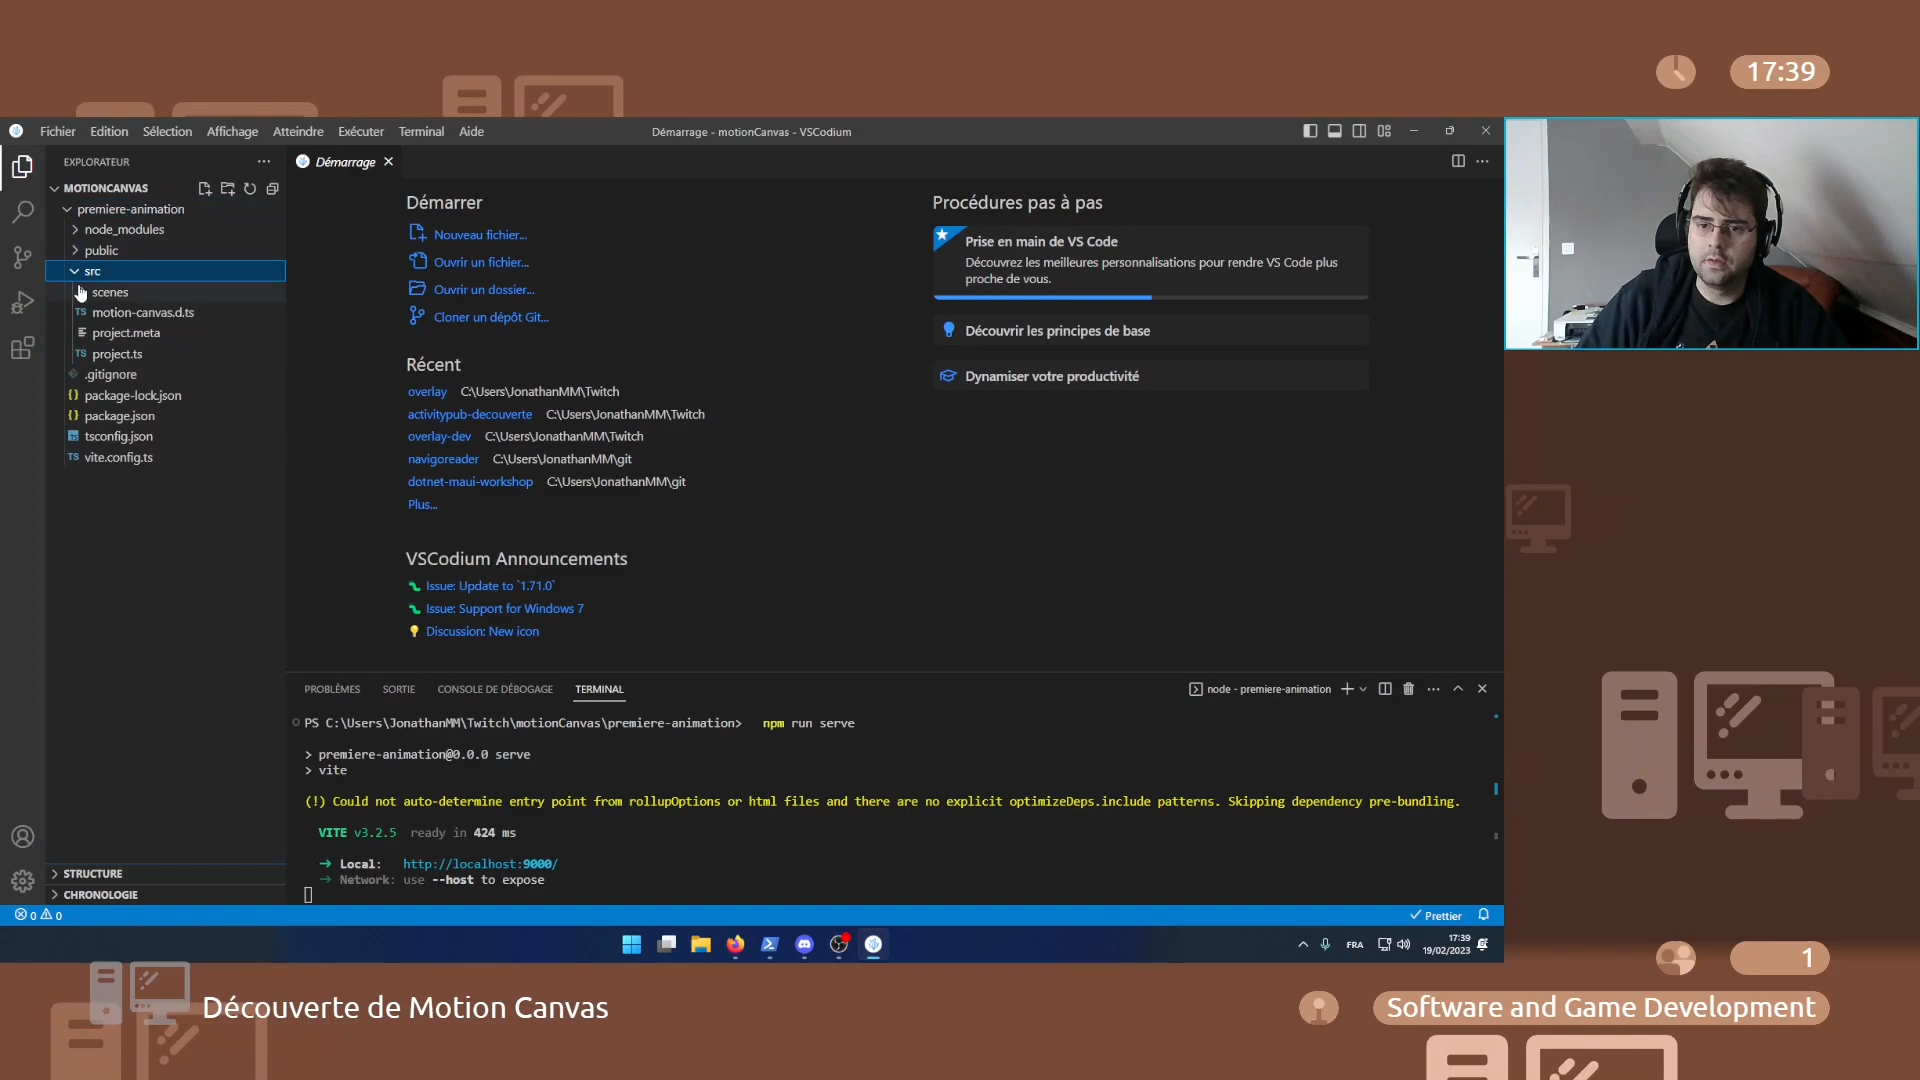 17:39
Fichier Edition Sélection Affichage Atteindre Exécuter Terminal Aide
Démarrage - motionCanvas - VSCodium
EXPLORATEUR
Démarrage
MOTIONCANVAS
premiere-animation
node_modules
public
src
scenes
TS motion-canvas.d.ts
project.meta
TS project.ts
.gitignore
{} package-lock.json
{} package.json
TS tsconfig.json
TS vite.config.ts
STRUCTURE
CHRONOLOGIE
Démarrer
Nouveau fichier...
Ouvrir un fichier...
Ouvrir un dossier...
Cloner un dépôt Git...
Récent
overlay C:\Users\JonathanMM\Twitch
activitypub-decouverte C:\Users\JonathanMM\Twitch
overlay-dev C:\Users\JonathanMM\Twitch
navigoreader C:\Users\JonathanMM\git
dotnet-maui-workshop C:\Users\JonathanMM\git
Plus...
VSCodium Announcements
Issue: Update to `1.71.0`
Issue: Support for Windows 7
Discussion: New icon
Procédures pas à pas
Prise en main de VS Code
Découvrez les meilleures personnalisations pour rendre VS Code plus
proche de vous.
Découvrir les principes de base
Dynamiser votre productivité
PROBLÈMES SORTIE CONSOLE DE DÉBOGAGE TERMINAL
node - premiere-animation
PS C:\Users\JonathanMM\Twitch\motionCanvas\premiere-animation> npm run serve
> premiere-animation@0.0.0 serve
> vite
(!) Could not auto-determine entry point from rollupOptions or html files and there are no explicit optimizeDeps.include patterns. Skipping dependency pre-bundling.
VITE v3.2.5 ready in 424 ms
➜ Local: http://localhost:9000/
➜ Network: use --host to expose
0 0
Prettier
FRA
17:39
19/02/2023
1
Découverte de Motion Canvas
Software and Game Development